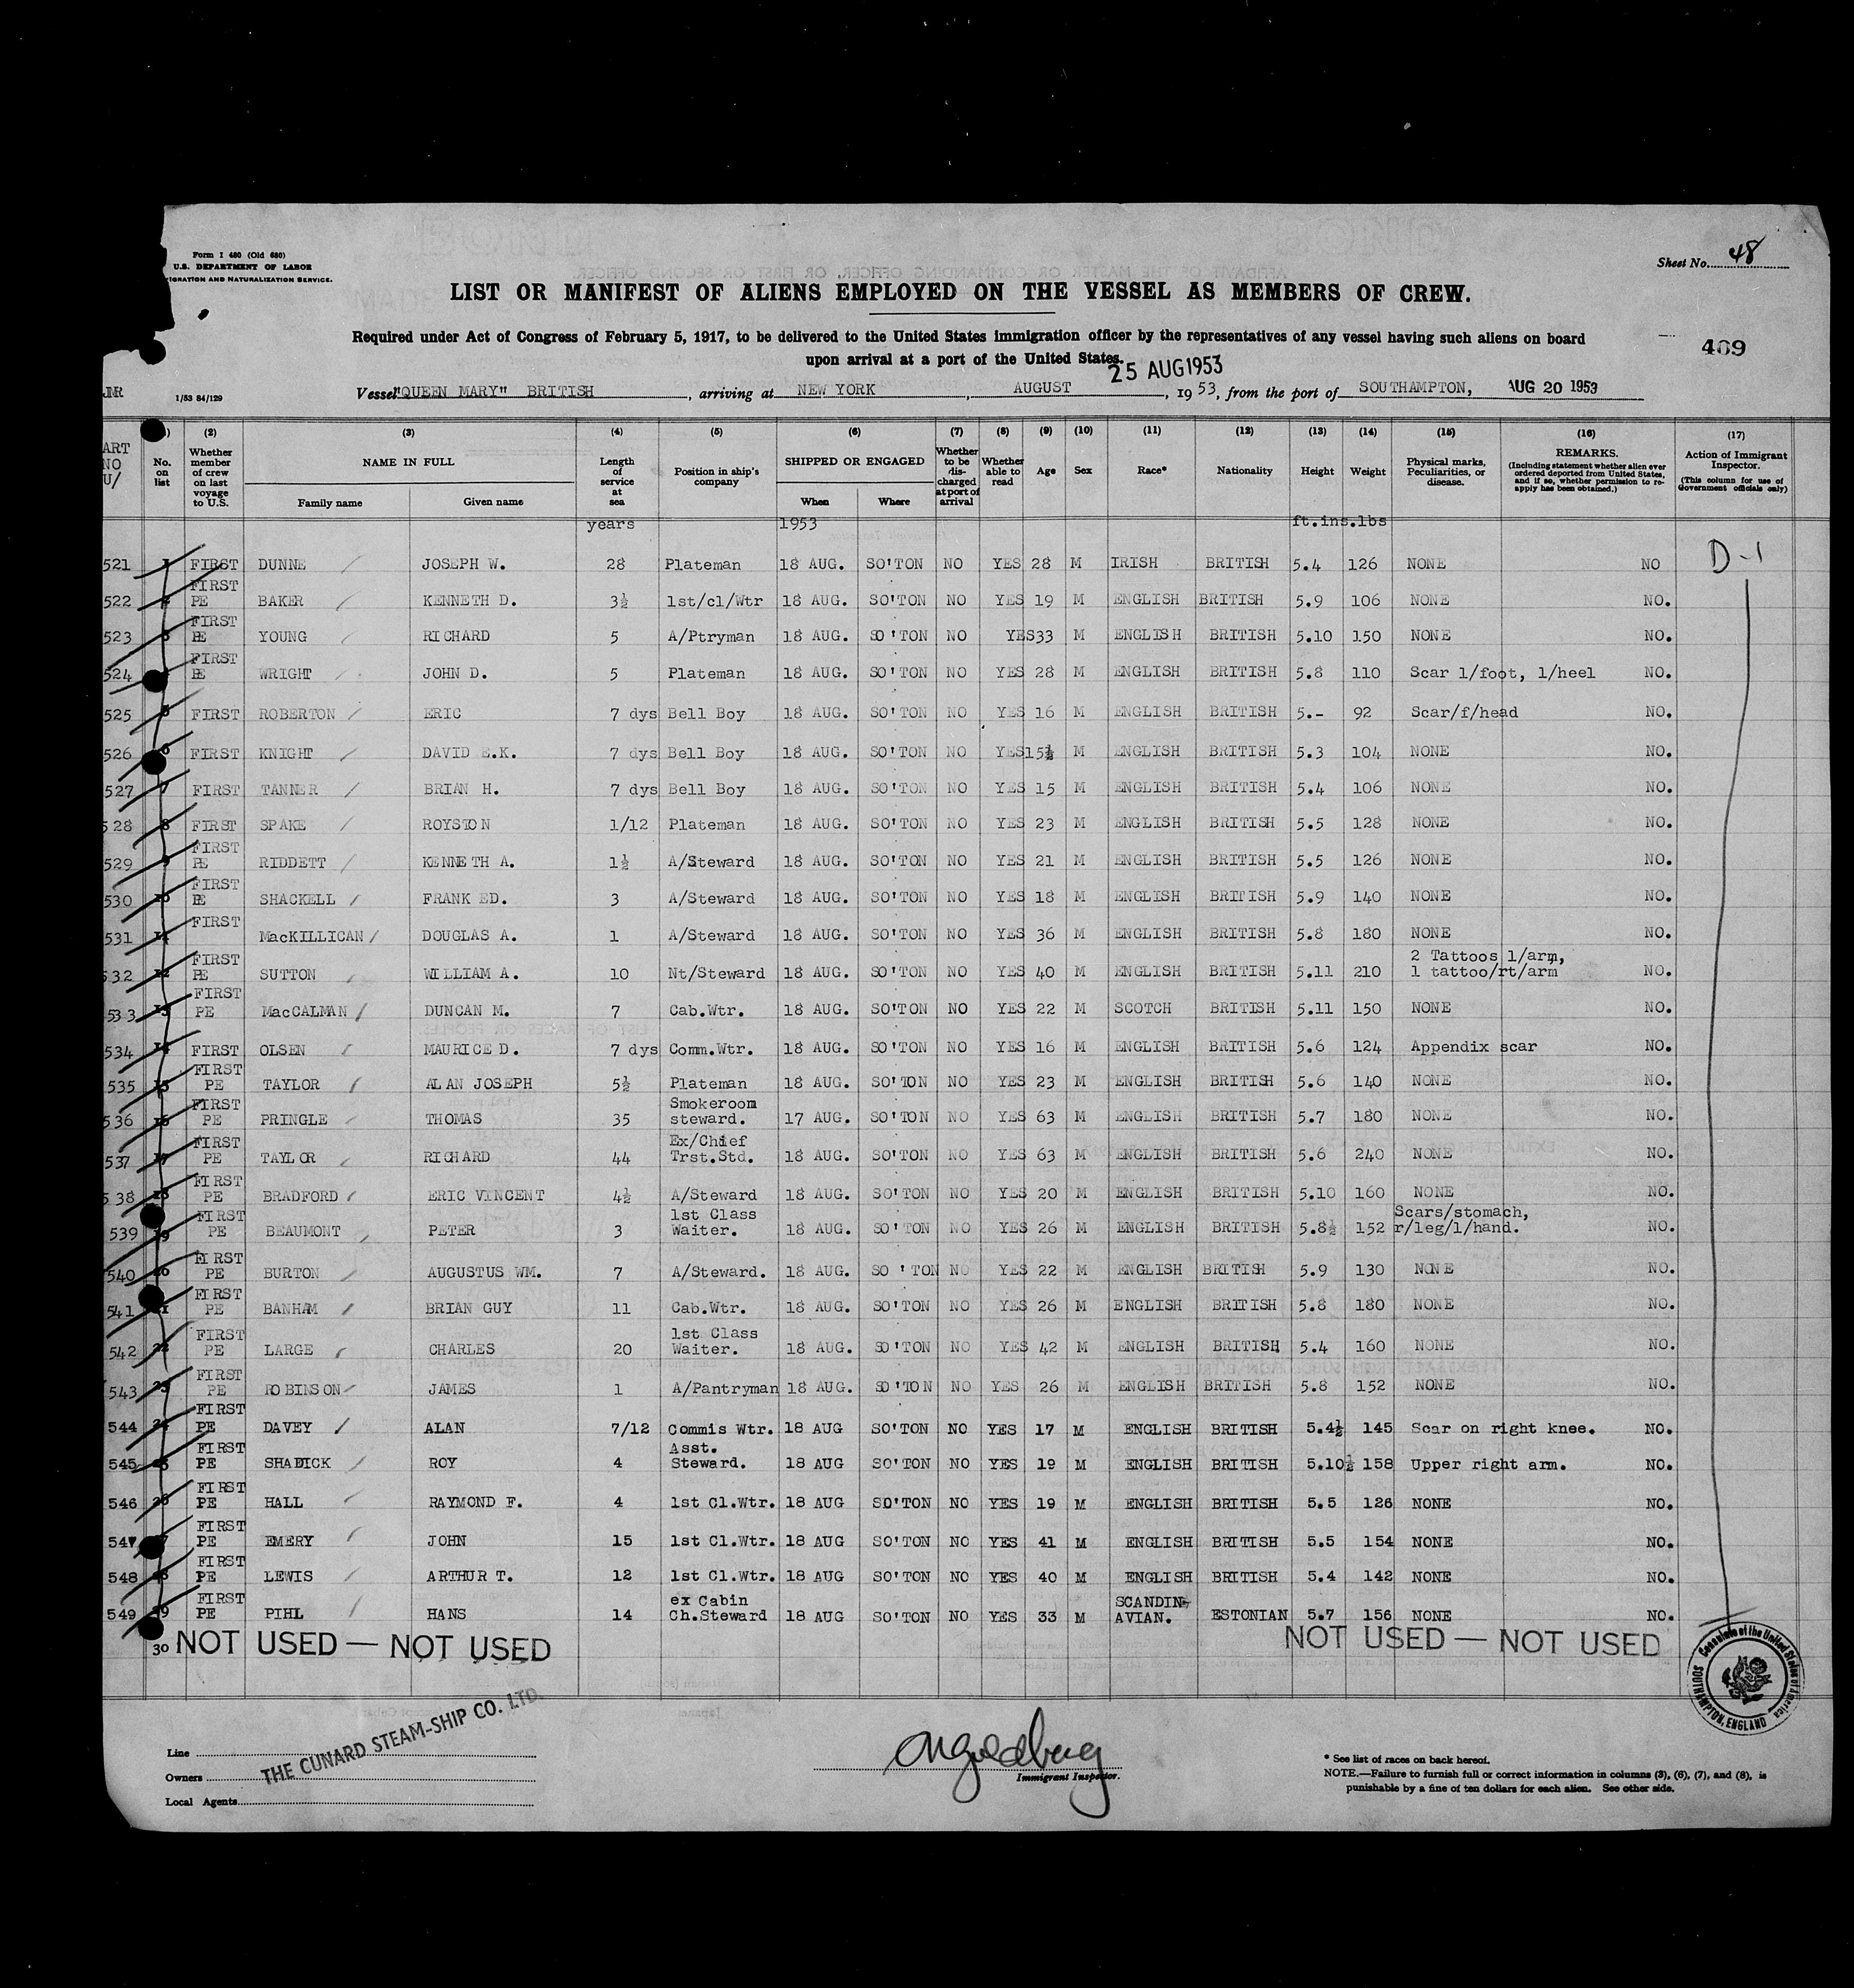 Form I 480 (Old 680)
U.S. DEPARTMENT OF LABOR
IGRATION AND NATURALIZATION SERVICE.
Sheet No. 48
LIST OR MANIFEST OF ALIENS EMPLOYED ON THE VESSEL AS MEMBERS OF CREW.
Required under Act of Congress of February 5, 1917, to be delivered to the United States immigration officer by the representatives of any vessel having such aliens on board
upon arrival at a port of the United States.
469
25 AUG 1953
1/53 84/129
Vessel "QUEEN MARY" BRITISH, arriving at NEW YORK, AUGUST, 1953, from the port of SOUTHAMPTON, AUG 20 1953
ART NO U/
(2) (3) (4) (5) (6) (7) (8) (9) (10) (11) (12) (13) (14) (15) (16) (17)
No. on list
Whether member of crew on last voyage to U.S.
NAME IN FULL
Family name
Given name
Length of service at sea
Position in ship's company
SHIPPED OR ENGAGED
When
Where
Whether to be discharged at port of arrival
Whether able to read
Age
Sex
Race*
Nationality
Height
Weight
Physical marks, Peculiarities, or disease.
REMARKS.
(Including statement whether alien ever ordered deported from United States, and if so, whether permission to re-apply has been obtained.)
Action of Immigrant Inspector.
(This column for use of Government officials only)
years 1953 ft.ins.lbs
521 1 FIRST DUNNE JOSEPH W. 28 Plateman 18 AUG. SO'TON NO YES 28 M IRISH BRITISH 5.4 126 NONE NO D-1
522 2 FIRST PE BAKER KENNETH D. 3½ 1st/cl/Wtr 18 AUG. SO'TON NO YES 19 M ENGLISH BRITISH 5.9 106 NONE NO.
523 3 FIRST PE YOUNG RICHARD 5 A/Ptryman 18 AUG. SO'TON NO YES 33 M ENGLISH BRITISH 5.10 150 NONE NO.
524 FIRST PE WRIGHT JOHN D. 5 Plateman 18 AUG. SO'TON NO YES 28 M ENGLISH BRITISH 5.8 110 Scar l/foot, l/heel NO.
525 5 FIRST ROBERTON ERIC 7 dys Bell Boy 18 AUG. SO'TON NO YES 16 M ENGLISH BRITISH 5.- 92 Scar/f/head NO.
526 6 FIRST KNIGHT DAVID E.K. 7 dys Bell Boy 18 AUG. SO'TON NO YES 15½ M ENGLISH BRITISH 5.3 104 NONE NO.
527 7 FIRST TANNER BRIAN H. 7 dys Bell Boy 18 AUG. SO'TON NO YES 15 M ENGLISH BRITISH 5.4 106 NONE NO.
528 8 FIRST SPAKE ROYSTON 1/12 Plateman 18 AUG. SO'TON NO YES 23 M ENGLISH BRITISH 5.5 128 NONE NO.
529 9 FIRST PE RIDDETT KENNETH A. 1½ A/Steward 18 AUG. SO'TON NO YES 21 M ENGLISH BRITISH 5.5 126 NONE NO.
530 10 FIRST PE SHACKELL FRANK ED. 3 A/Steward 18 AUG. SO'TON NO YES 18 M ENGLISH BRITISH 5.9 140 NONE NO.
531 11 FIRST MacKILLICAN DOUGLAS A. 1 A/Steward 18 AUG. SO'TON NO YES 36 M ENGLISH BRITISH 5.8 180 NONE NO.
532 12 FIRST PE SUTTON WILLIAM A. 10 Nt/Steward 18 AUG. SO'TON NO YES 40 M ENGLISH BRITISH 5.11 210 2 Tattoos l/arm, 1 tattoo/rt/arm NO.
533 13 FIRST PE MacCALMAN DUNCAN M. 7 Cab.Wtr. 18 AUG. SO'TON NO YES 22 M SCOTCH BRITISH 5.11 150 NONE NO.
534 14 FIRST OLSEN MAURICE D. 7 dys Comm.Wtr. 18 AUG. SO'TON NO YES 16 M ENGLISH BRITISH 5.6 124 Appendix scar NO.
535 15 FIRST PE TAYLOR ALAN JOSEPH 5½ Plateman 18 AUG. SO'TON NO YES 23 M ENGLISH BRITISH 5.6 140 NONE NO.
536 16 FIRST PE PRINGLE THOMAS 35 Smokeroom steward. 17 AUG. SO'TON NO YES 63 M ENGLISH BRITISH 5.7 180 NONE NO.
537 17 FIRST PE TAYLOR RICHARD 44 Ex/Chief Trst.Std. 18 AUG. SO'TON NO YES 63 M ENGLISH BRITISH 5.6 240 NONE NO.
538 18 FIRST PE BRADFORD ERIC VINCENT 4½ A/Steward 18 AUG. SO'TON NO YES 20 M ENGLISH BRITISH 5.10 160 NONE NO.
539 19 FIRST PE BEAUMONT PETER 3 1st Class Waiter. 18 AUG. SO'TON NO YES 26 M ENGLISH BRITISH 5.8½ 152 Scars/stomach, r/leg/l/hand. NO.
540 20 FIRST PE BURTON AUGUSTUS WM. 7 A/Steward. 18 AUG. SO'TON NO YES 22 M ENGLISH BRITISH 5.9 130 NONE NO.
541 21 FIRST PE BANHAM BRIAN GUY 11 Cab.Wtr. 18 AUG. SO'TON NO YES 26 M ENGLISH BRITISH 5.8 180 NONE NO.
542 22 FIRST PE LARGE CHARLES 20 1st Class Waiter. 18 AUG. SO'TON NO YES 42 M ENGLISH BRITISH 5.4 160 NONE NO.
543 23 FIRST PE ROBINSON JAMES 1 A/Pantryman 18 AUG. SO'TON NO YES 26 M ENGLISH BRITISH 5.8 152 NONE NO.
544 24 FIRST PE DAVEY ALAN 7/12 Commis Wtr. 18 AUG SO'TON NO YES 17 M ENGLISH BRITISH 5.4½ 145 Scar on right knee. NO.
545 25 FIRST PE SHADICK ROY 4 Asst. Steward. 18 AUG SO'TON NO YES 19 M ENGLISH BRITISH 5.10½ 158 Upper right arm. NO.
546 26 FIRST PE HALL RAYMOND F. 4 1st Cl.Wtr. 18 AUG SO'TON NO YES 19 M ENGLISH BRITISH 5.5 126 NONE NO.
547 FIRST PE EMERY JOHN 15 1st Cl.Wtr. 18 AUG SO'TON NO YES 41 M ENGLISH BRITISH 5.5 154 NONE NO.
548 28 FIRST PE LEWIS ARTHUR T. 12 1st Cl.Wtr. 18 AUG SO'TON NO YES 40 M ENGLISH BRITISH 5.4 142 NONE NO.
549 29 FIRST PE PIHL HANS 14 ex Cabin Ch.Steward 18 AUG SO'TON NO YES 33 M SCANDIN-AVIAN. ESTONIAN 5.7 156 NONE NO.
30 NOT USED — NOT USED NOT USED — NOT USED
Consulate of the United States of America
SOUTHAMPTON, ENGLAND
THE CUNARD STEAM-SHIP CO. LTD.
Line
Owners
Local Agents
Immigrant Inspector.
* See list of races on back hereof.
NOTE.—Failure to furnish full or correct information in columns (3), (6), (7), and (8), is
punishable by a fine of ten dollars for each alien. See other side.